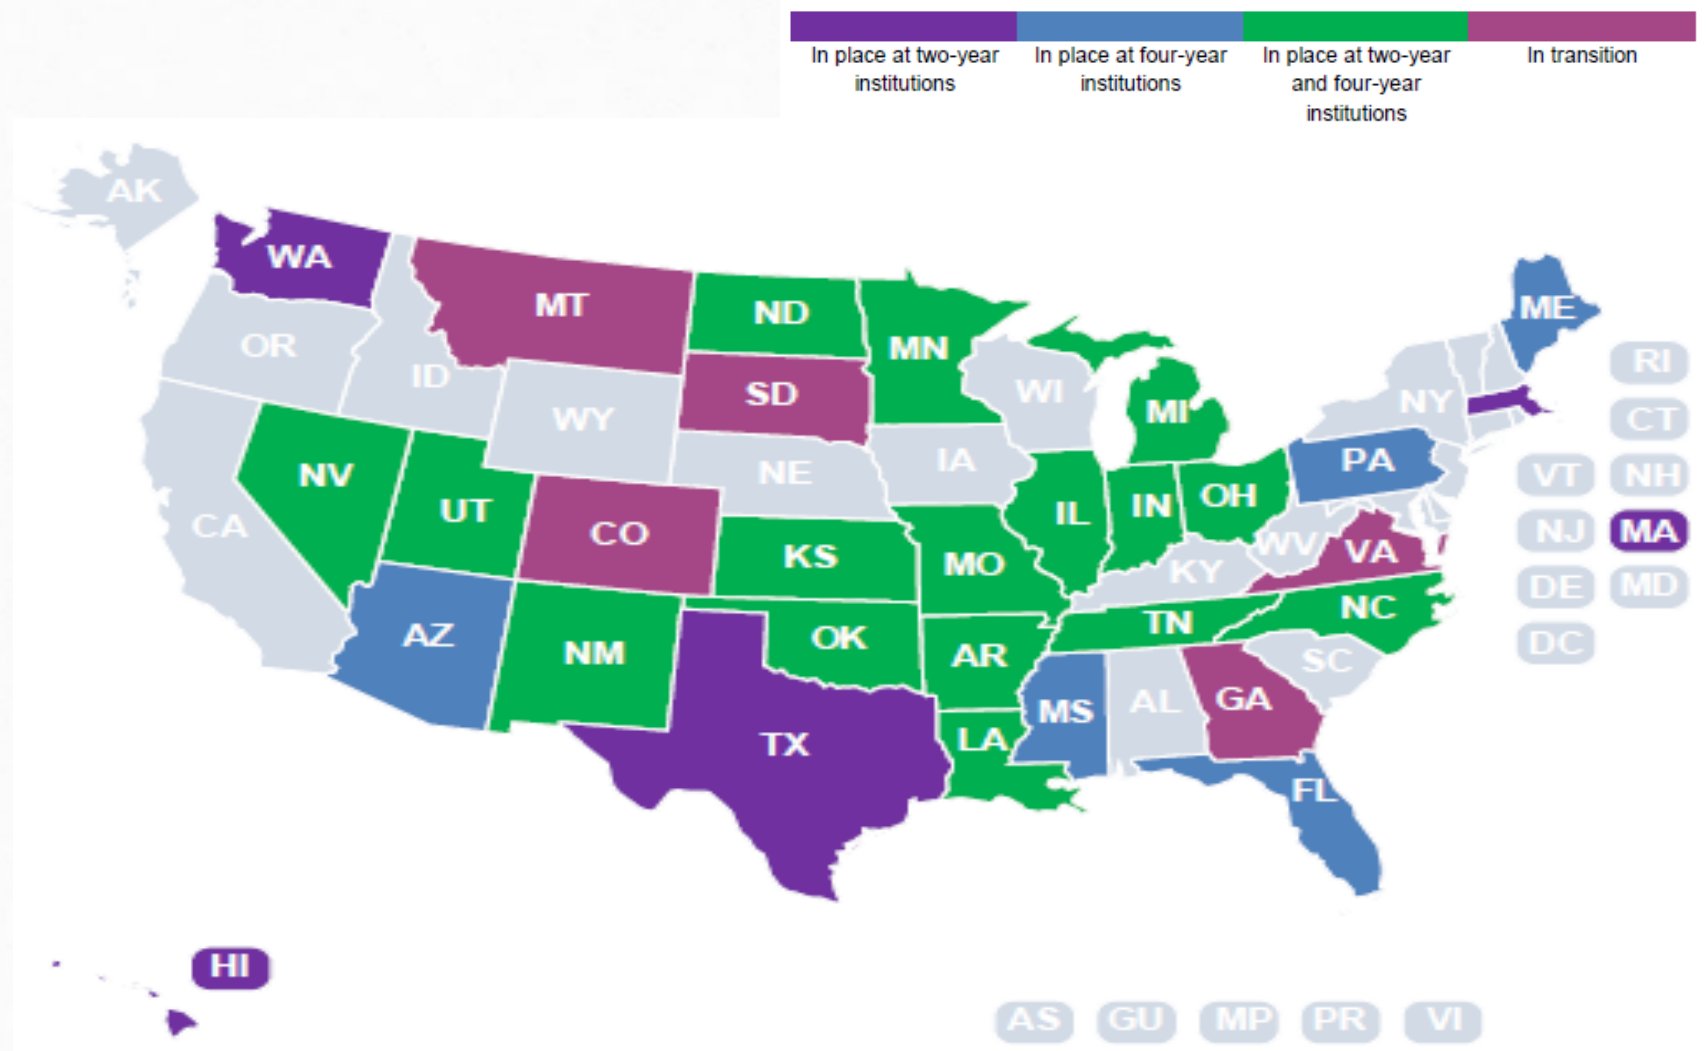 In place at two-year
institutions
In place at four-year
institutions
In place at two-year
and four-year
institutions
In transition
AK
WA
MT
ND
MN
ME
OR
ID
SD
WI
MI
NY
RI
WY
CT
NV
UT
NE
IA
PA
VT
NH
CA
CO
KS
MO
IL
IN
OH
WV
VA
NJ
MA
KY
DE
MD
AZ
NM
OK
AR
TN
NC
DC
SC
TX
LA
MS
AL
GA
FL
HI
AS
GU
MP
PR
VI